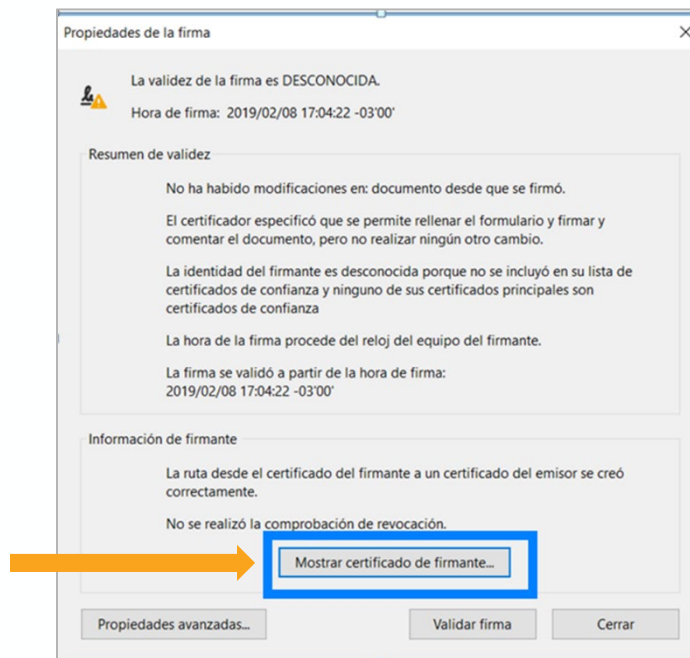 Propiedades de la firma
La validez de la firma es DESCONOCIDA.
Hora de firma: 2019/02/08 17:04:22 -03'00'
Resumen de validez
No ha habido modificaciones en: documento desde que se firmó.
El certificador especificó que se permite rellenar el formulario y firmar y
comentar el documento, pero no realizar ningún otro cambio.
La identidad del firmante es desconocida porque no se incluyó en su lista de
certificados de confianza y ninguno de sus certificados principales son
certificados de confianza
La hora de la firma procede del reloj del equipo del firmante.
La firma se validó a partir de la hora de firma:
2019/02/08 17:04:22 -03'00'
Información de firmante
La ruta desde el certificado del firmante a un certificado del emisor se creó
correctamente.
No se realizó la comprobación de revocación.
Mostrar certificado de firmante...
Propiedades avanzadas... Validar firma Cerrar